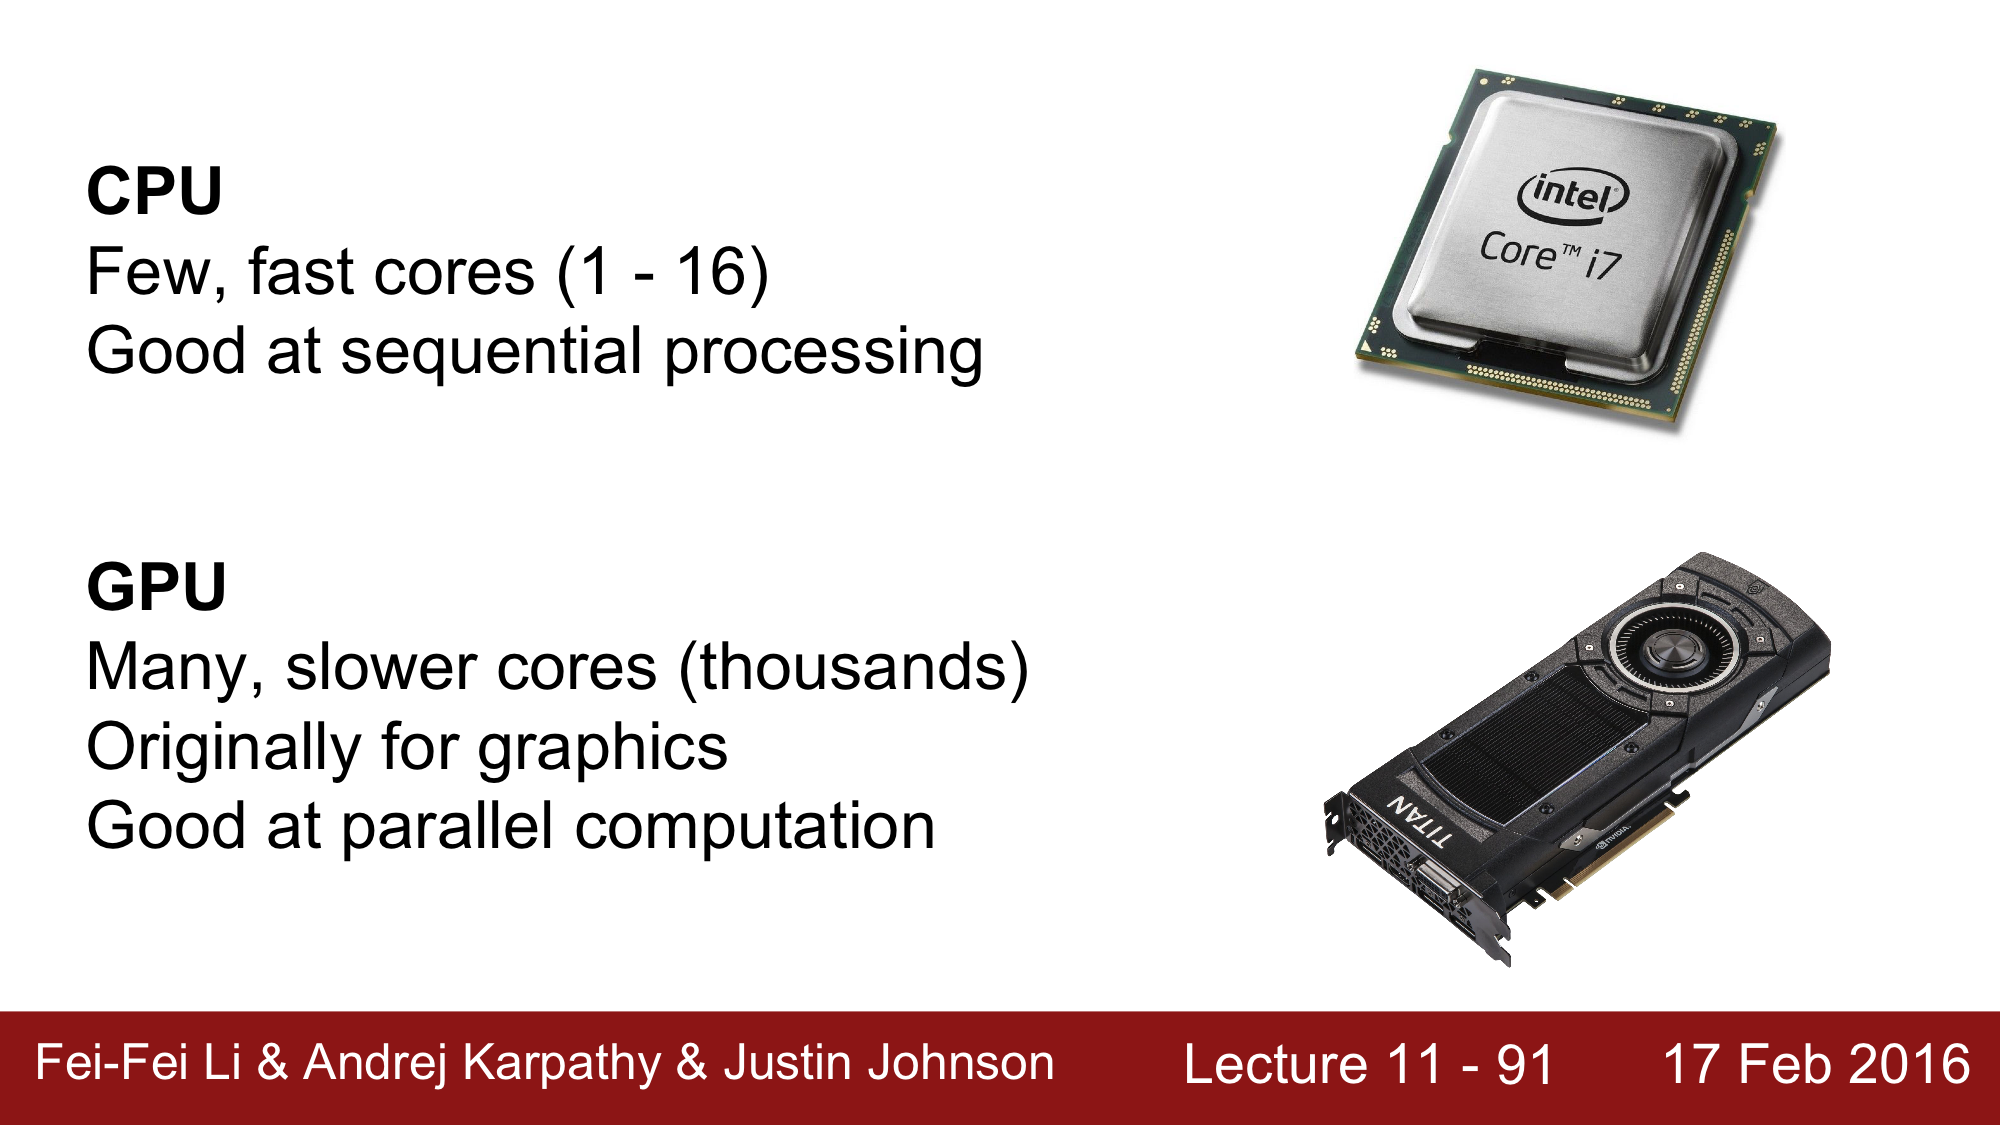 CPU
Few, fast cores (1 - 16)
Good at sequential processing
intel
Core™ i7
GPU
Many, slower cores (thousands)
Originally for graphics
Good at parallel computation
TITAN
NVIDIA
Fei-Fei Li & Andrej Karpathy & Justin Johnson
Lecture 11 - 91
17 Feb 2016